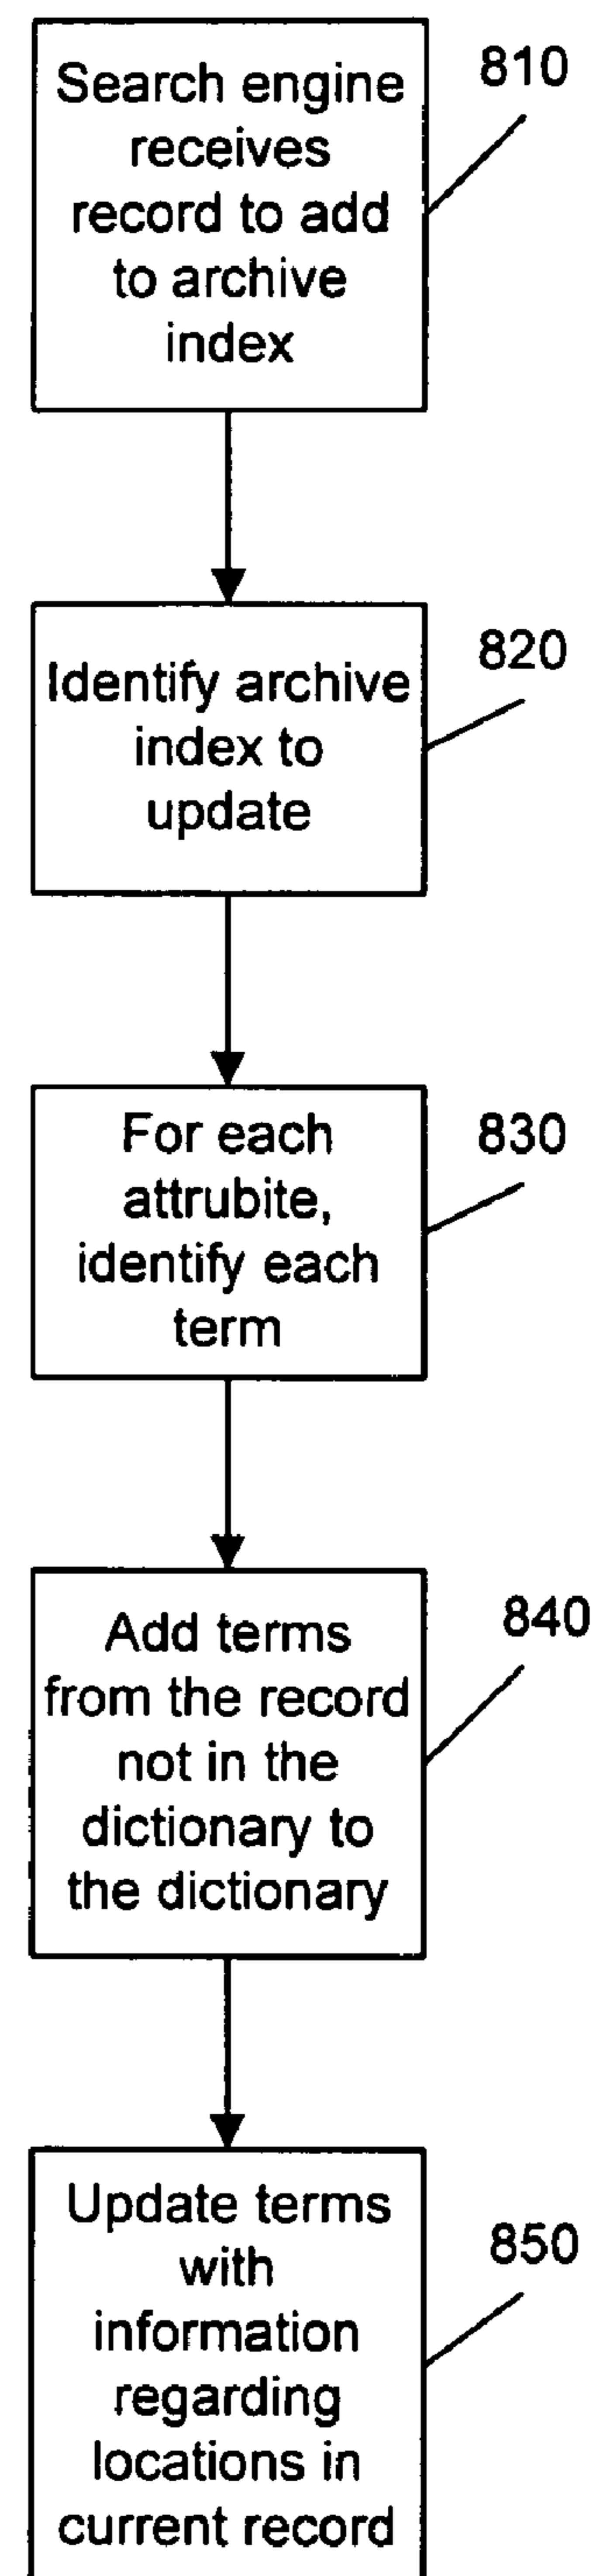 Search engine
receives
record to add
to archive
index
810
Identify archive
index to
update
820
For each
attrubite,
identify each
term
830
Add terms
from the record
not in the
dictionary to
the dictionary
840
Update terms
with
information
regarding
locations in
current record
850